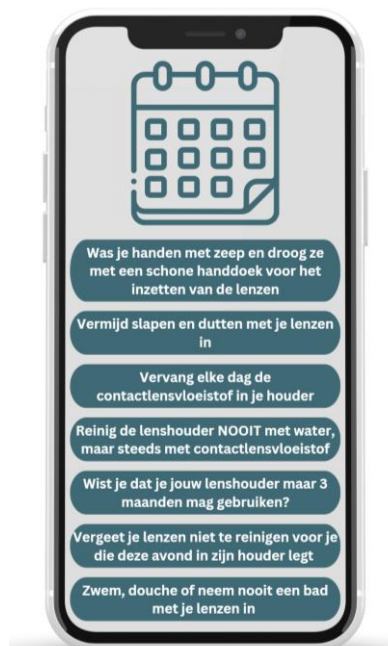 Was je handen met zeep en droog ze
met een schone handdoek voor het
inzetten van de lenzen
Vermijd slapen en dutten met je lenzen
in
Vervang elke dag de
contactlensvloeistof in je houder
Reinig de lenshouder NOOIT met water,
maar steeds met contactlensvloeistof
Wist je dat je jouw lenshouder maar 3
maanden mag gebruiken?
Vergeet je lenzen niet te reinigen voor je
die deze avond in zijn houder legt
Zwem, douche of neem nooit een bad
met je lenzen in